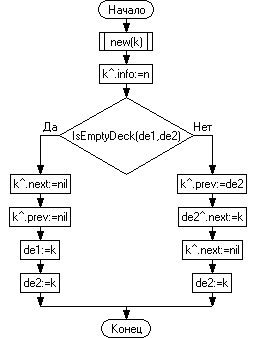 Начало
new(k)
k^.info:=n
IsEmptyDeck(de1,de2)
Да
Нет
k^.next:=nil
k^.prev:=nil
de1:=k
de2:=k
k^.prev:=de2
de2^.next:=k
k^.next:=nil
de2:=k
Конец